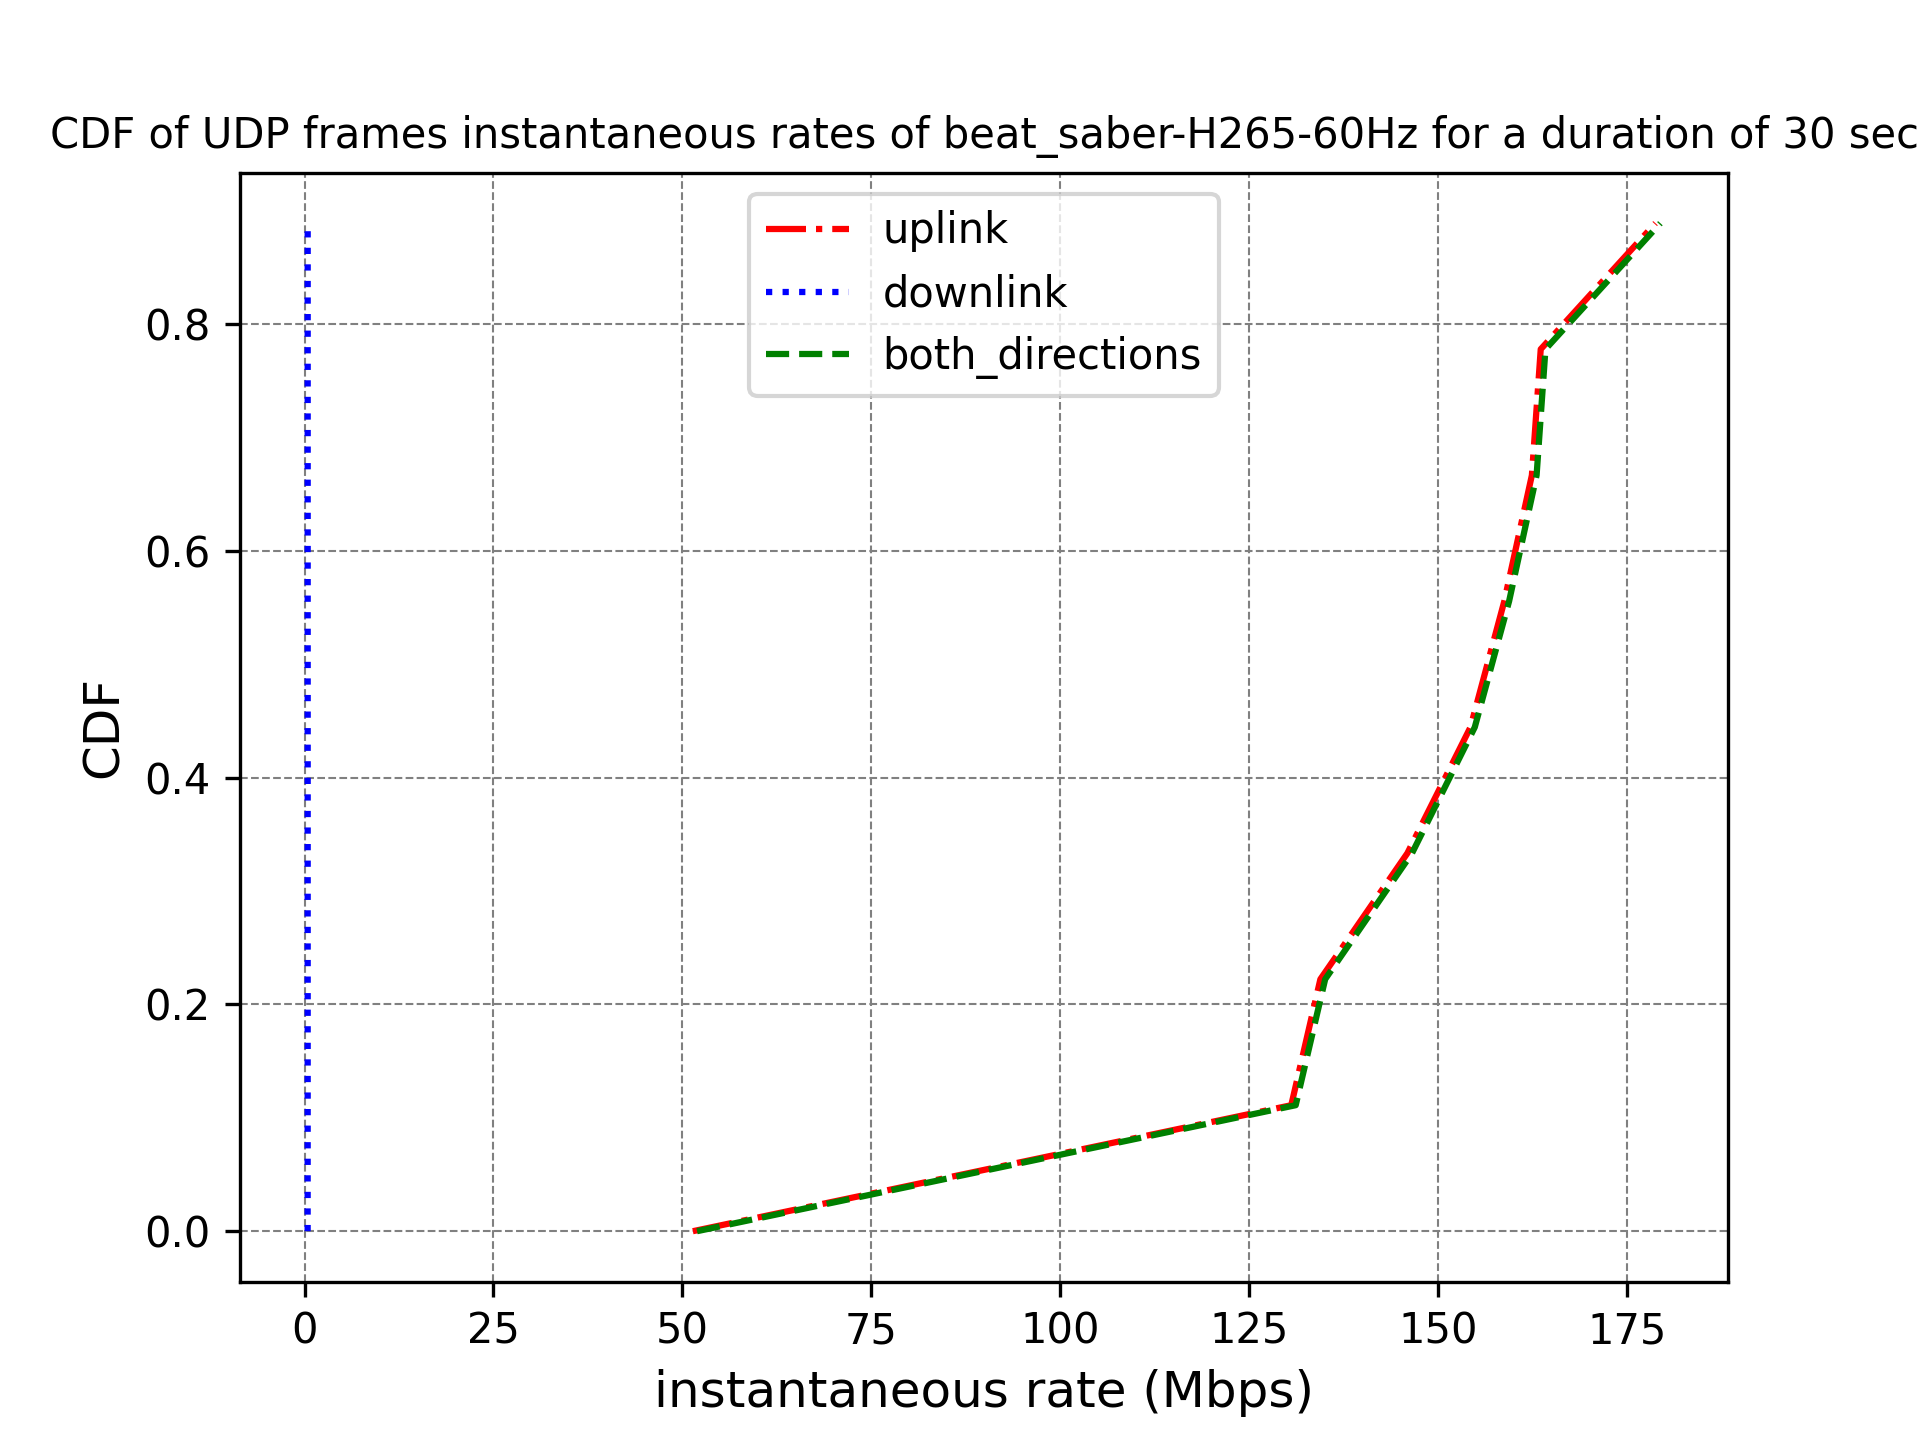 CDF of UDP frames instantaneous rates of beat_saber-H265-60Hz for a duration of 30 sec
uplink
downlink
both_directions
CDF
0.8
0.6
0.4
0.2
0.0
0 25 50 75 100 125 150 175
instantaneous rate (Mbps)